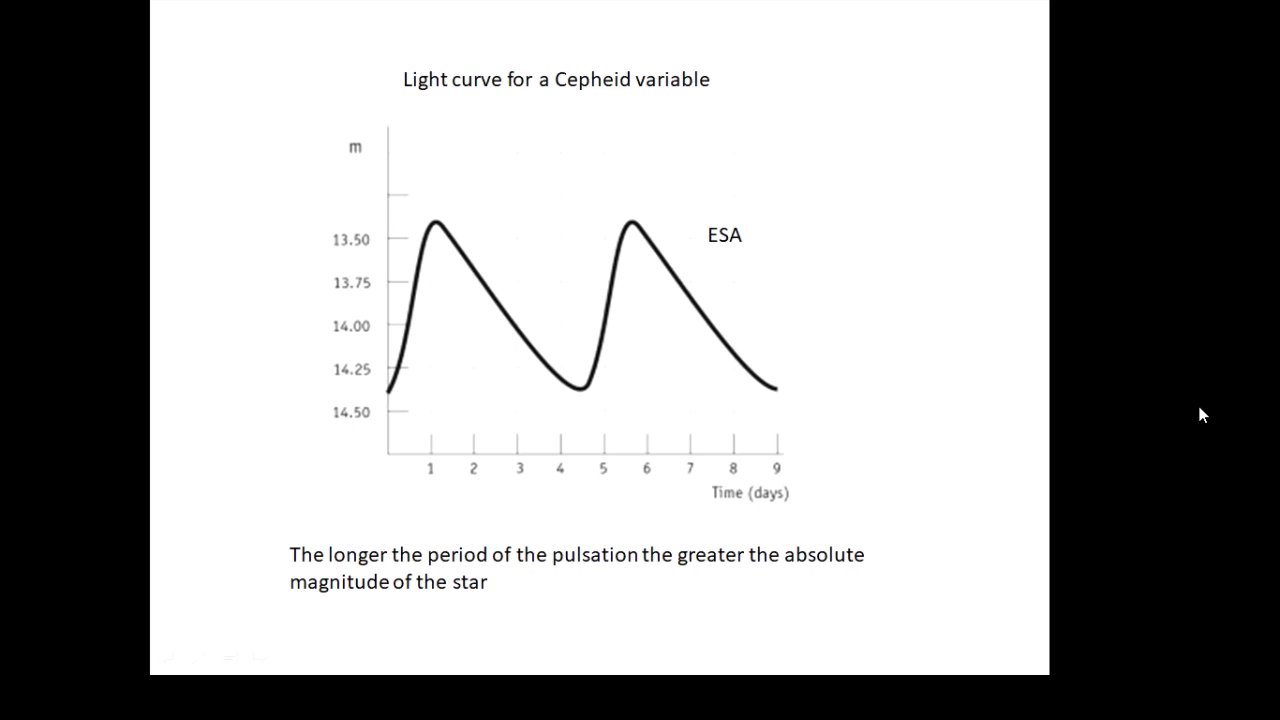 Light curve for a Cepheid variable
m
13.50
ESA
13.75
14.00
14.25
14.50
1 2 3 4 5 6 7 8 9
Time (days)
The longer the period of the pulsation the greater the absolute
magnitude of the star